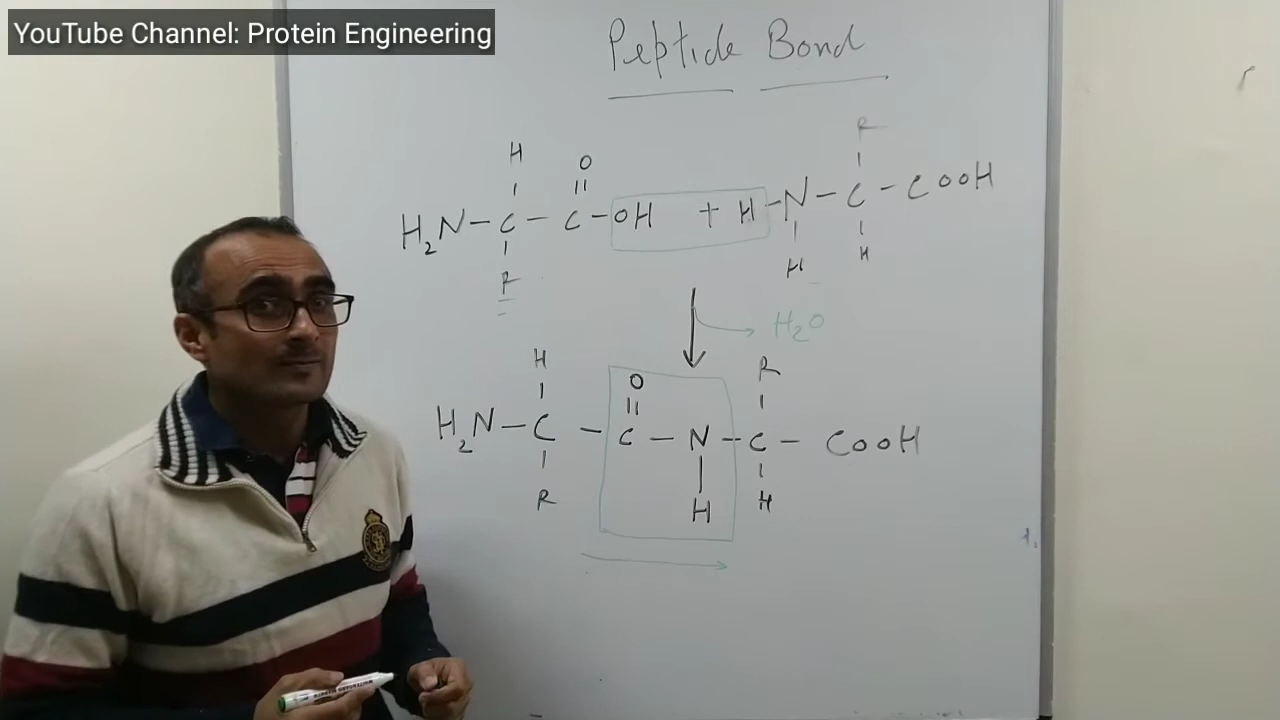 YouTube Channel: Protein Engineering
Peptide Bond
H O R
H₂N - C - C - OH + H - N - C - COOH
R H H
H₂O
H O R
H₂N - C - C - N - C - COOH
R H H